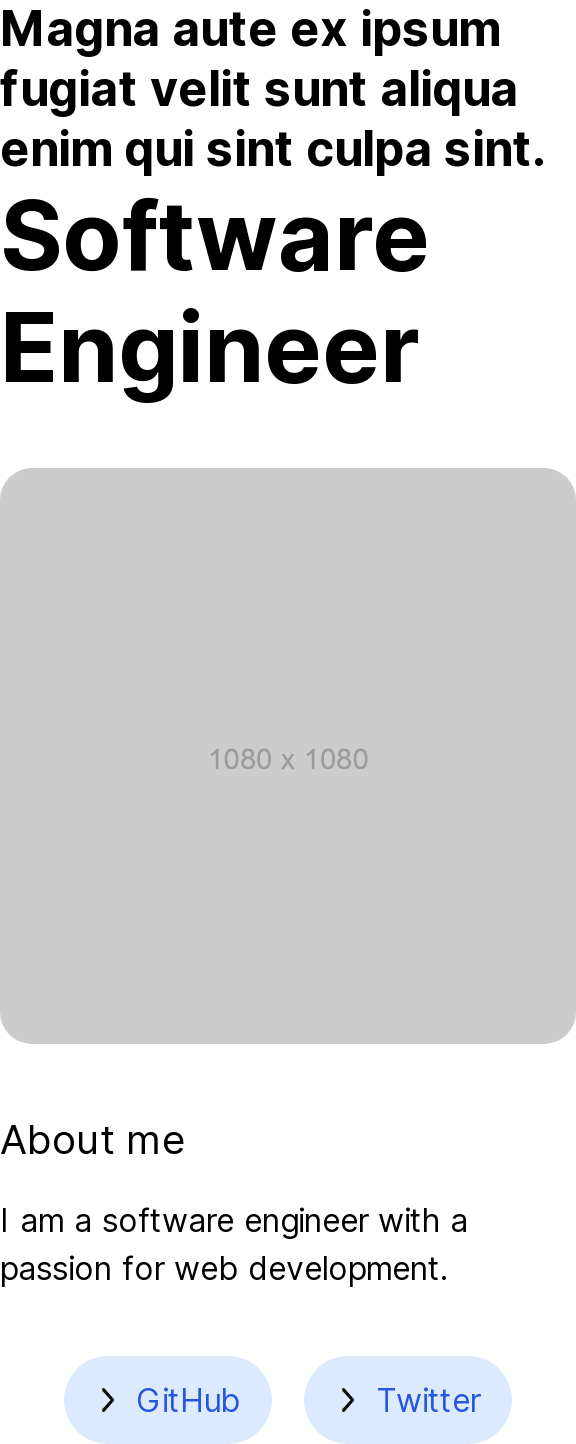 Magna aute ex ipsum
fugiat velit sunt aliqua
enim qui sint culpa sint.
Software
Engineer
1080 x 1080
About me
I am a software engineer with a
passion for web development.
GitHub
Twitter